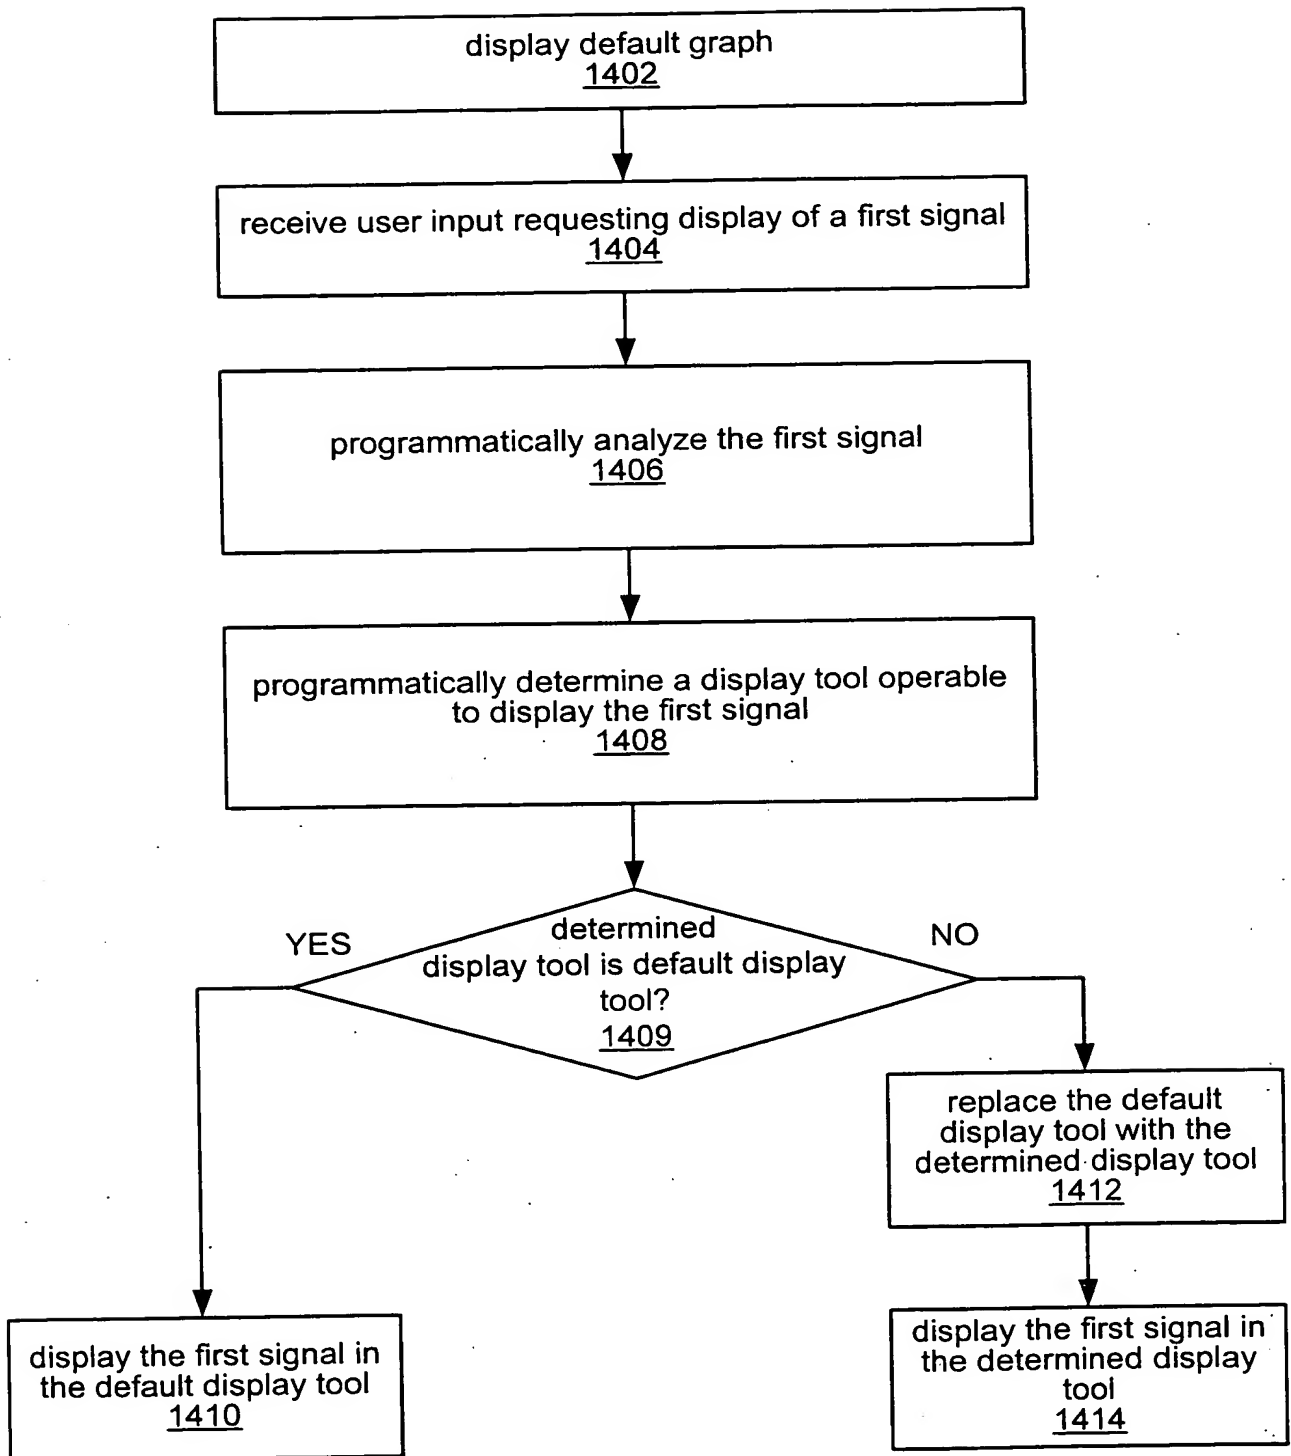 display default graph
1402
receive user input requesting display of a first signal
1404
programmatically analyze the first signal
1406
programmatically determine a display tool operable
to display the first signal
1408
YES
NO
determined
display tool is default display
tool?
1409
replace the default
display tool with the
determined display tool
1412
display the first signal in
the default display tool
1410
display the first signal in
the determined display
tool
1414